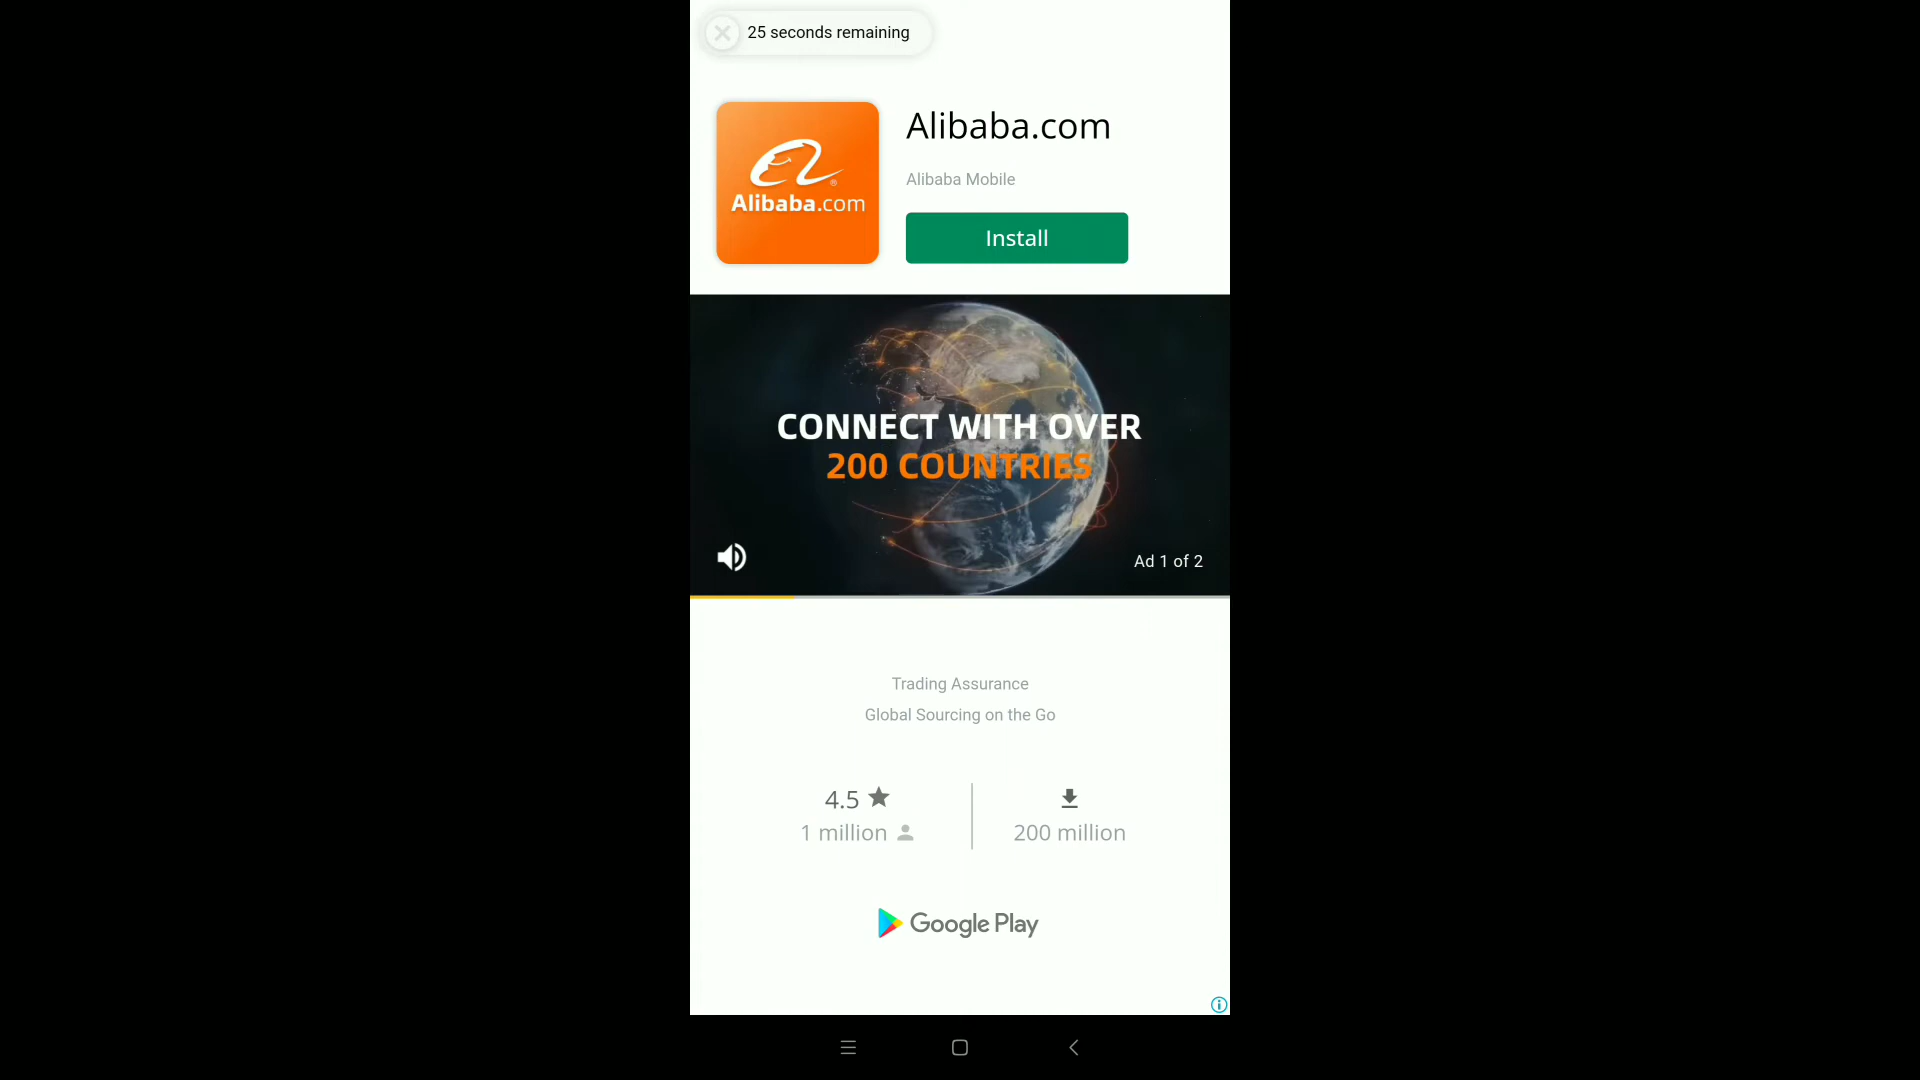 25 seconds remaining
Alibaba.com
Alibaba.com
Alibaba Mobile
Install
CONNECT WITH OVER
200 COUNTRIES
Ad 1 of 2
Trading Assurance
Global Sourcing on the Go
4.5
1 million
200 million
Google Play